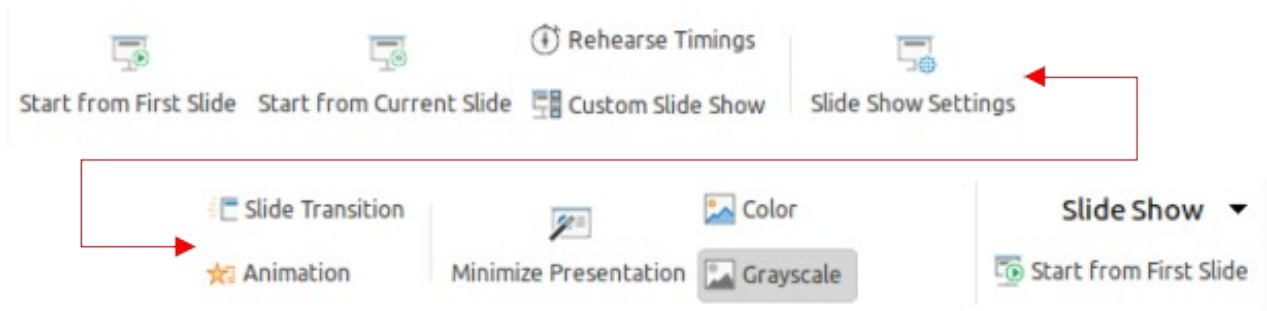 Rehearse Timings
Start from First Slide Start from Current Slide Custom Slide Show Slide Show Settings
Slide Transition Color Slide Show
Animation Minimize Presentation Grayscale Start from First Slide